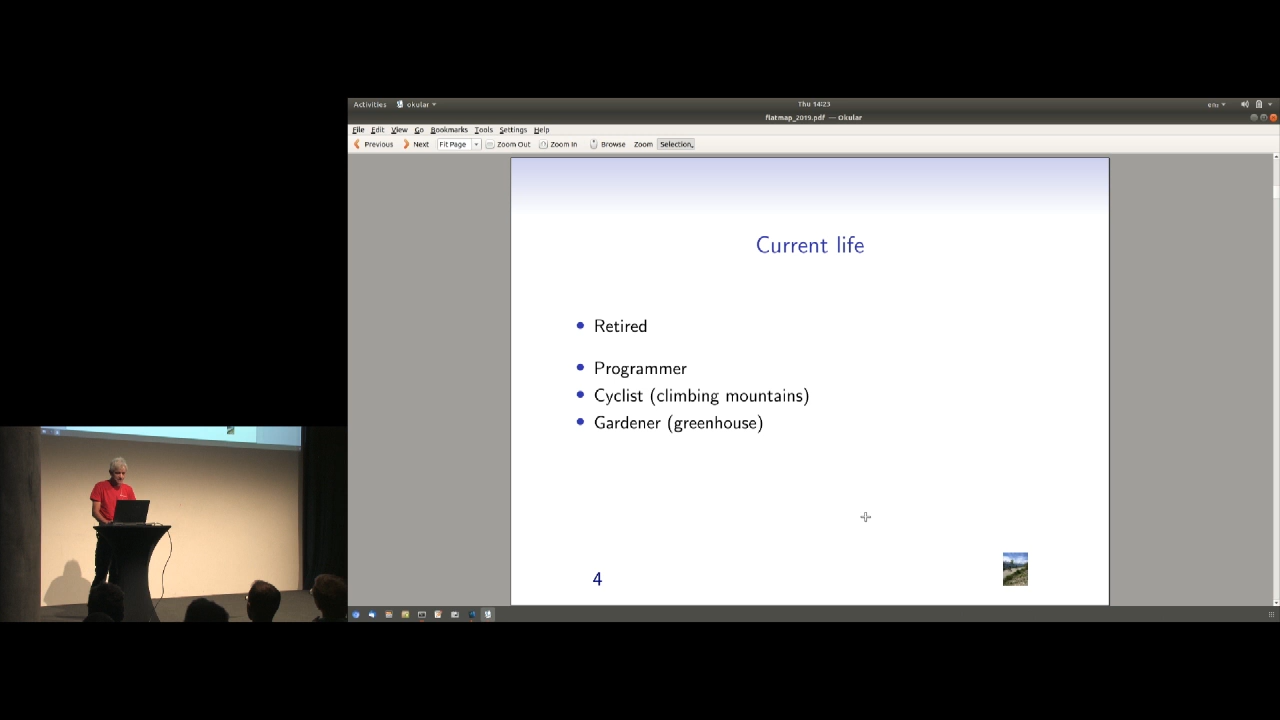 Activities okular Thu 14:23 en₁
flatmap_2019.pdf — Okular
File Edit View Go Bookmarks Tools Settings Help
Previous Next Fit Page Zoom Out Zoom In Browse Zoom Selection
Current life
• Retired
• Programmer
• Cyclist (climbing mountains)
• Gardener (greenhouse)
4